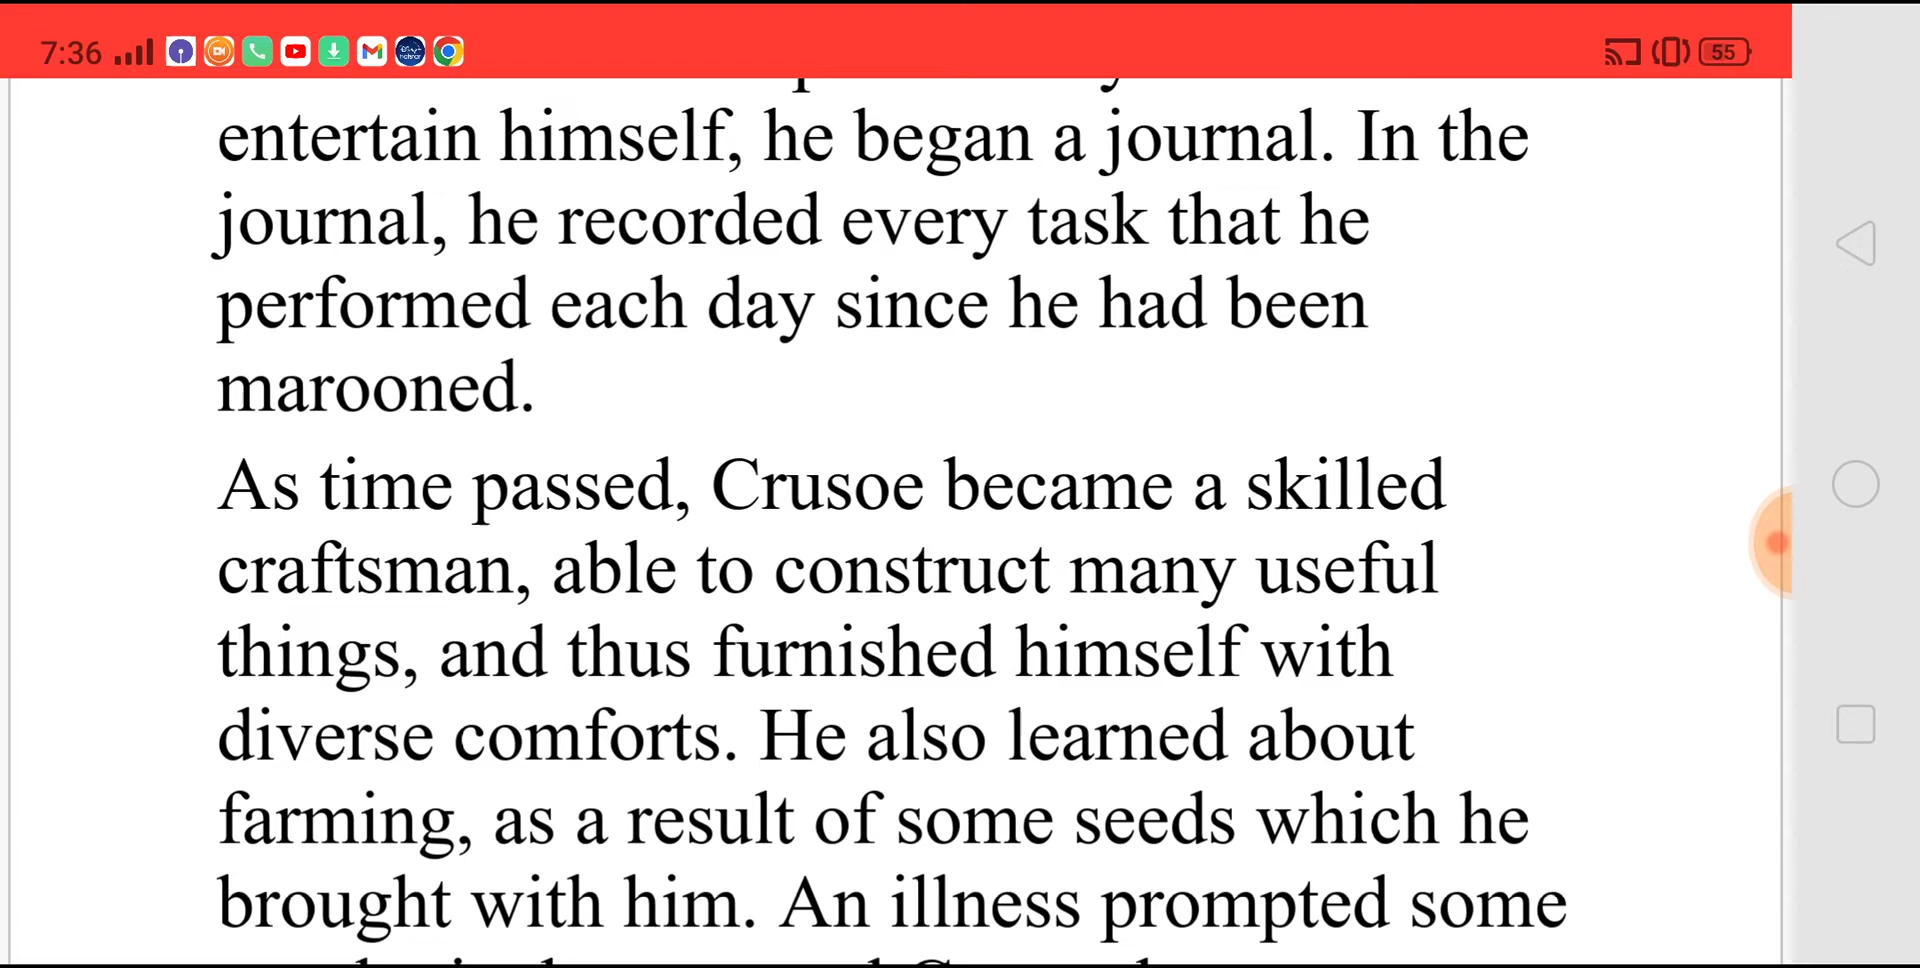 7:36
55
entertain himself, he began a journal. In the
journal, he recorded every task that he
performed each day since he had been
marooned.
As time passed, Crusoe became a skilled
craftsman, able to construct many useful
things, and thus furnished himself with
diverse comforts. He also learned about
farming, as a result of some seeds which he
brought with him. An illness prompted some